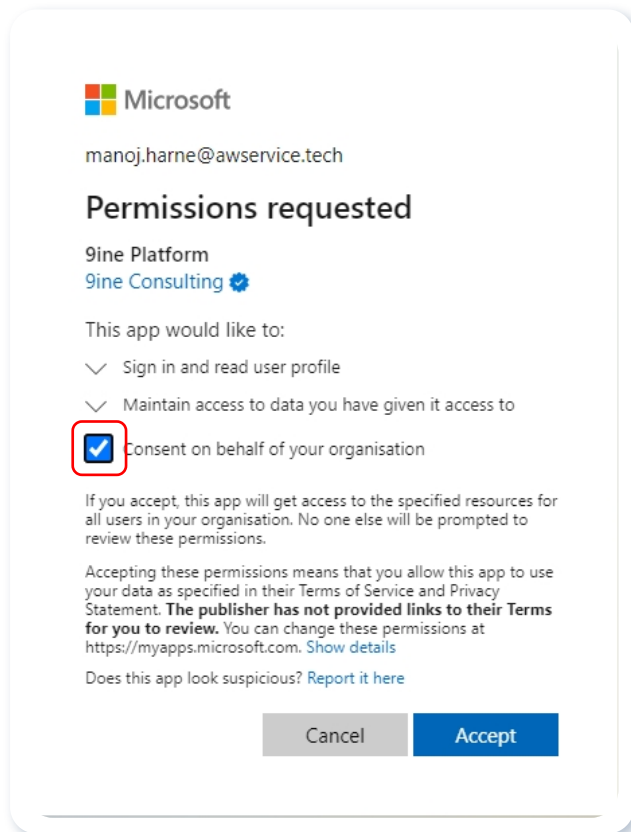 Microsoft
manoj.harne@awservice.tech
Permissions requested
9ine Platform
9ine Consulting
This app would like to:
Sign in and read user profile
Maintain access to data you have given it access to
Consent on behalf of your organisation
If you accept, this app will get access to the specified resources for
all users in your organisation. No one else will be prompted to
review these permissions.
Accepting these permissions means that you allow this app to use
your data as specified in their Terms of Service and Privacy
Statement. The publisher has not provided links to their Terms
for you to review. You can change these permissions at
https://myapps.microsoft.com. Show details
Does this app look suspicious? Report it here
Cancel Accept